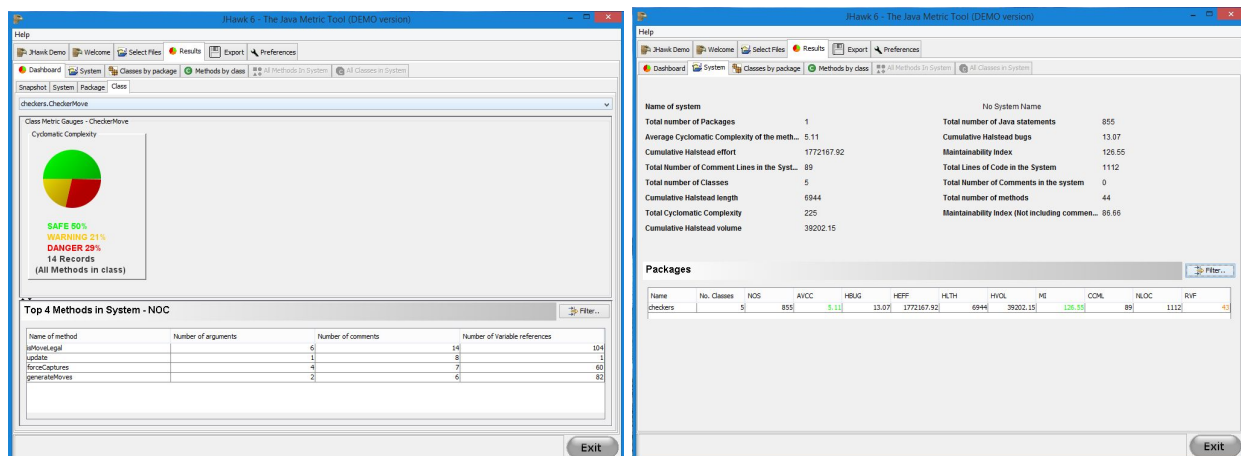 JHawk 6 - The Java Metric Tool (DEMO version)
Help
JHawk Demo Welcome Select Files Results Export Preferences
Dashboard System Classes by package Methods by class All Methods In System All Classes in System
Snapshot System Package Class
checkers.CheckerMove
Class Metric Gauges - CheckerMove
Cyclomatic Complexity
SAFE 50%
WARNING 21%
DANGER 29%
14 Records
(All Methods in class)
Top 4 Methods in System - NOC
Filter..
Name of method Number of arguments Number of comments Number of Variable references
isMoveLegal 6 14 104
update 1 8 1
forceCaptures 4 7 60
generateMoves 2 6 82
Exit
JHawk 6 - The Java Metric Tool (DEMO version)
Help
JHawk Demo Welcome Select Files Results Export Preferences
Dashboard System Classes by package Methods by class All Methods In System All Classes in System
Name of system No System Name
Total number of Packages 1 Total number of Java statements 855
Average Cyclomatic Complexity of the meth... 5.11 Cumulative Halstead bugs 13.07
Cumulative Halstead effort 1772167.92 Maintainability Index 126.55
Total Number of Comment Lines in the Syst... 89 Total Lines of Code in the System 1112
Total number of Classes 5 Total Number of Comments in the system 0
Cumulative Halstead length 6944 Total number of methods 44
Total Cyclomatic Complexity 225 Maintainability Index (Not including commen... 86.66
Cumulative Halstead volume 39202.15
Packages
Filter...
Name No. Classes NOS AVCC HBUG HEFF HLTH HVOL MI CCML NLOC RVF
checkers 5 855 5.11 13.07 1772167.92 6944 39202.15 126.55 89 1112 43
Exit